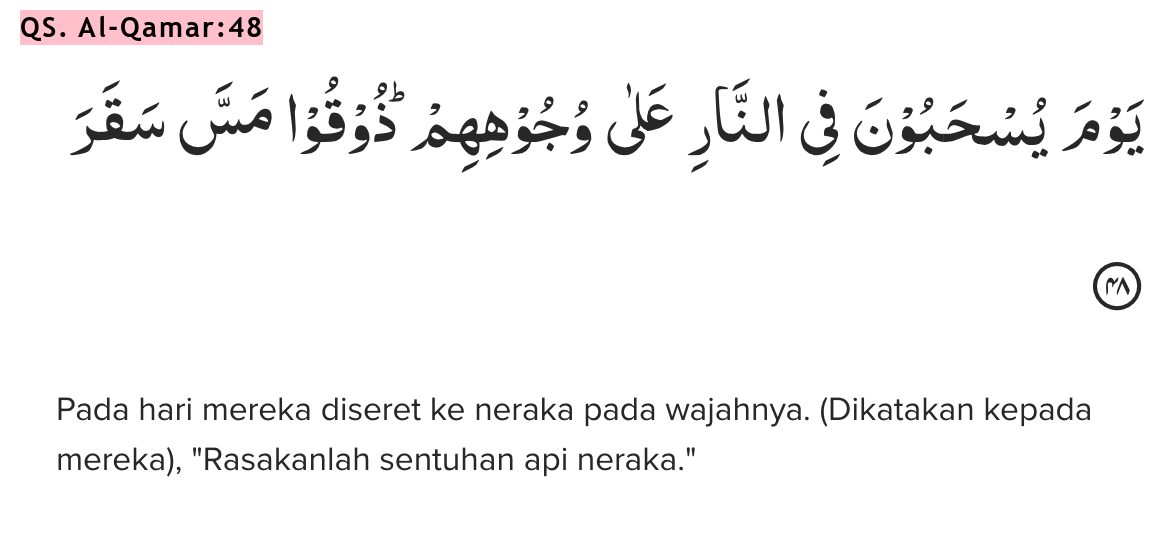 QS. Al-Qamar:48
يَوْمَ يُسْحَبُوْنَ فِى النَّارِ عَلٰى وُجُوْهِهِمْۗ ذُوْقُوْا مَسَّ سَقَرَ
٤٨
Pada hari mereka diseret ke neraka pada wajahnya. (Dikatakan kepada
mereka), "Rasakanlah sentuhan api neraka."